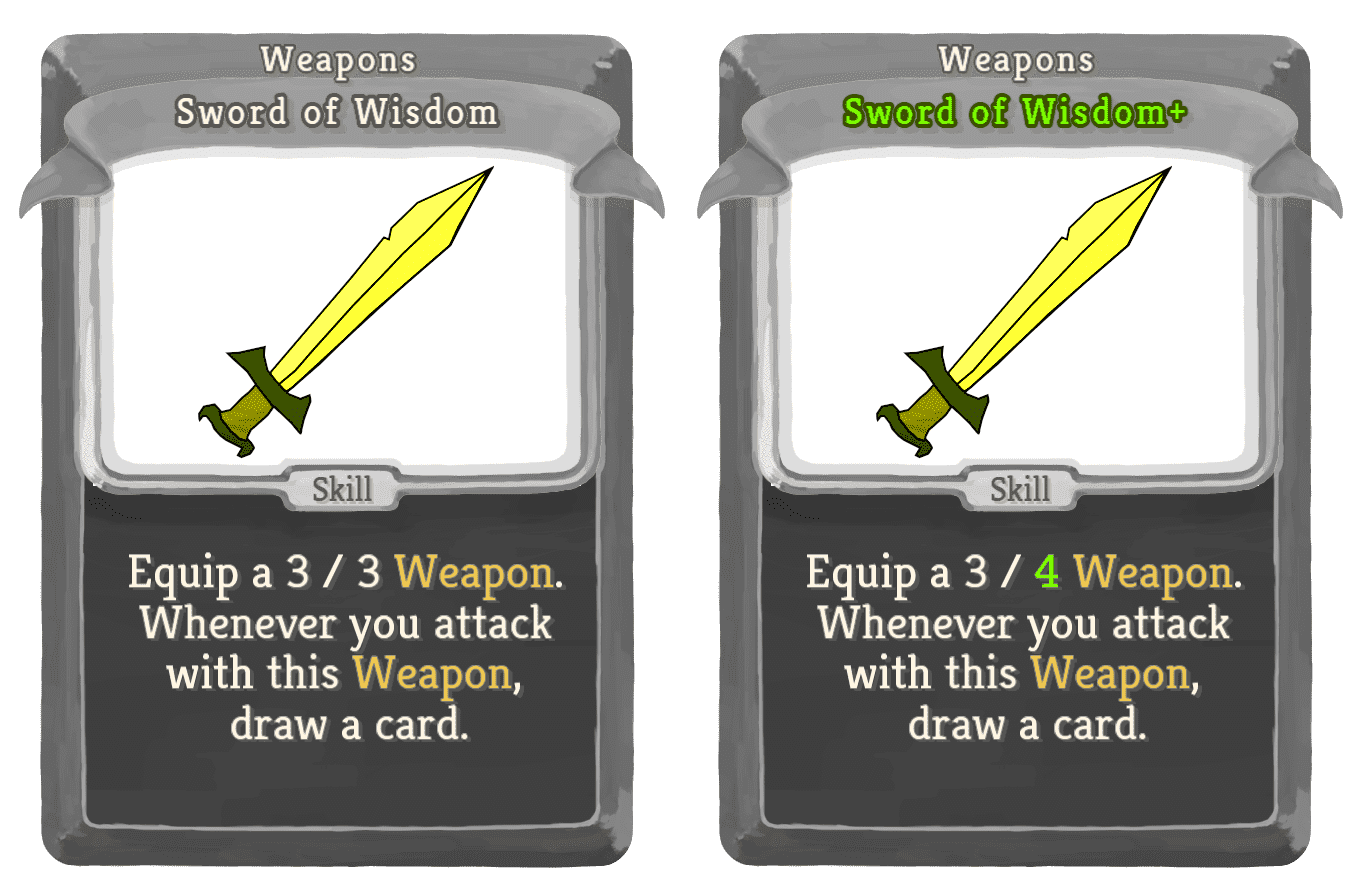 Weapons
Sword of Wisdom
Skill
Equip a 3 / 3 Weapon.
Whenever you attack
with this Weapon,
draw a card.
Weapons
Sword of Wisdom+
Skill
Equip a 3 / 4 Weapon.
Whenever you attack
with this Weapon,
draw a card.